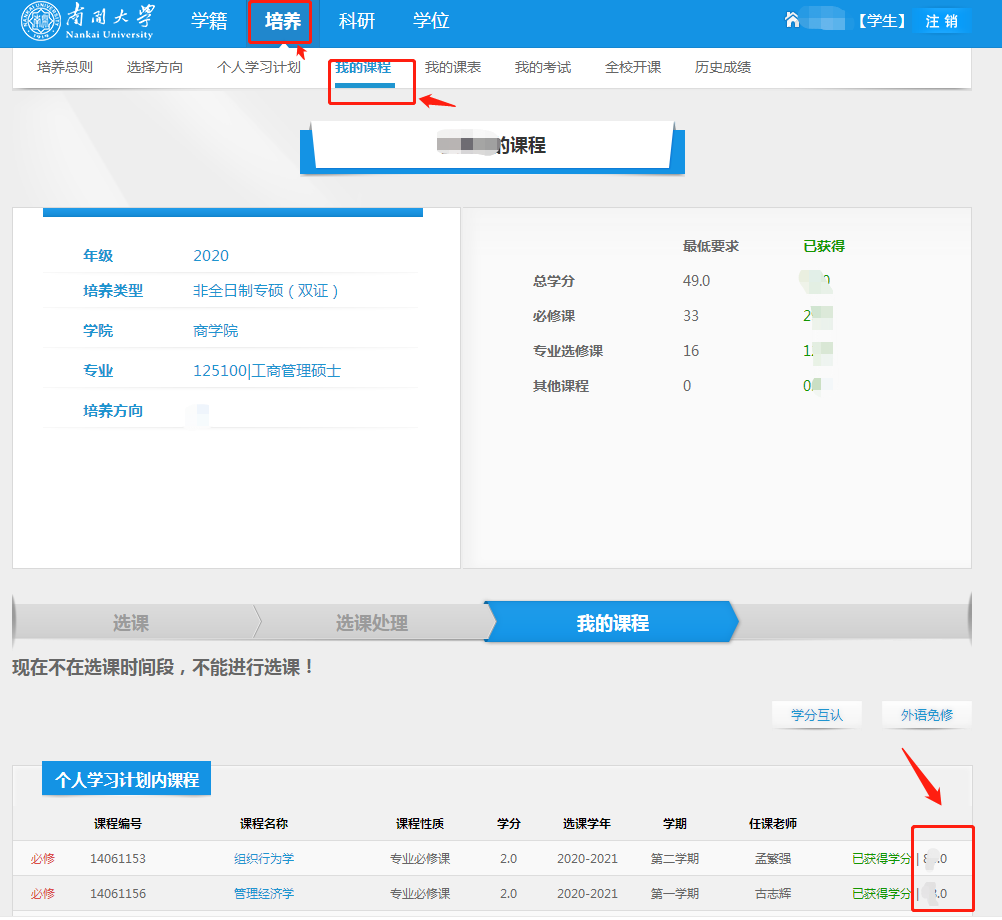 南開大學
Nankai University
学籍 培养 科研 学位
【学生】 注 销
培养总则 选择方向 个人学习计划 我的课程 我的课表 我的考试 全校开课 历史成绩
的课程
年级 2020
培养类型 非全日制专硕（双证）
学院 商学院
专业 125100|工商管理硕士
培养方向
最低要求 已获得
总学分 49.0
必修课 33 2
专业选修课 16 1
其他课程 0 0
选课 选课处理 我的课程
现在不在选课时间段，不能进行选课！
学分互认 外语免修
个人学习计划内课程
课程编号 课程名称 课程性质 学分 选课学年 学期 任课老师
必修 14061153 组织行为学 专业必修课 2.0 2020-2021 第二学期 孟繁强 已获得学分 | .0
必修 14061156 管理经济学 专业必修课 2.0 2020-2021 第一学期 古志辉 已获得学分 | .0